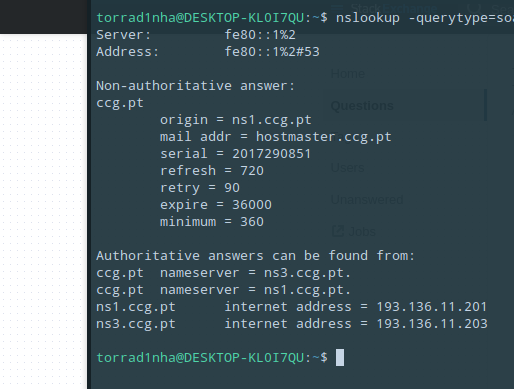 torrad1nha@DESKTOP-KL0I7QU:~$ nslookup -querytype=soa
Server:         fe80::1%2
Address:        fe80::1%2#53
Non-authoritative answer:
ccg.pt
        origin = ns1.ccg.pt
        mail addr = hostmaster.ccg.pt
        serial = 2017290851
        refresh = 720
        retry = 90
        expire = 36000
        minimum = 360
Authoritative answers can be found from:
ccg.pt  nameserver = ns3.ccg.pt.
ccg.pt  nameserver = ns1.ccg.pt.
ns1.ccg.pt      internet address = 193.136.11.201
ns3.ccg.pt      internet address = 193.136.11.203
torrad1nha@DESKTOP-KL0I7QU:~$
Home
Questions
Users
Unanswered
Jobs